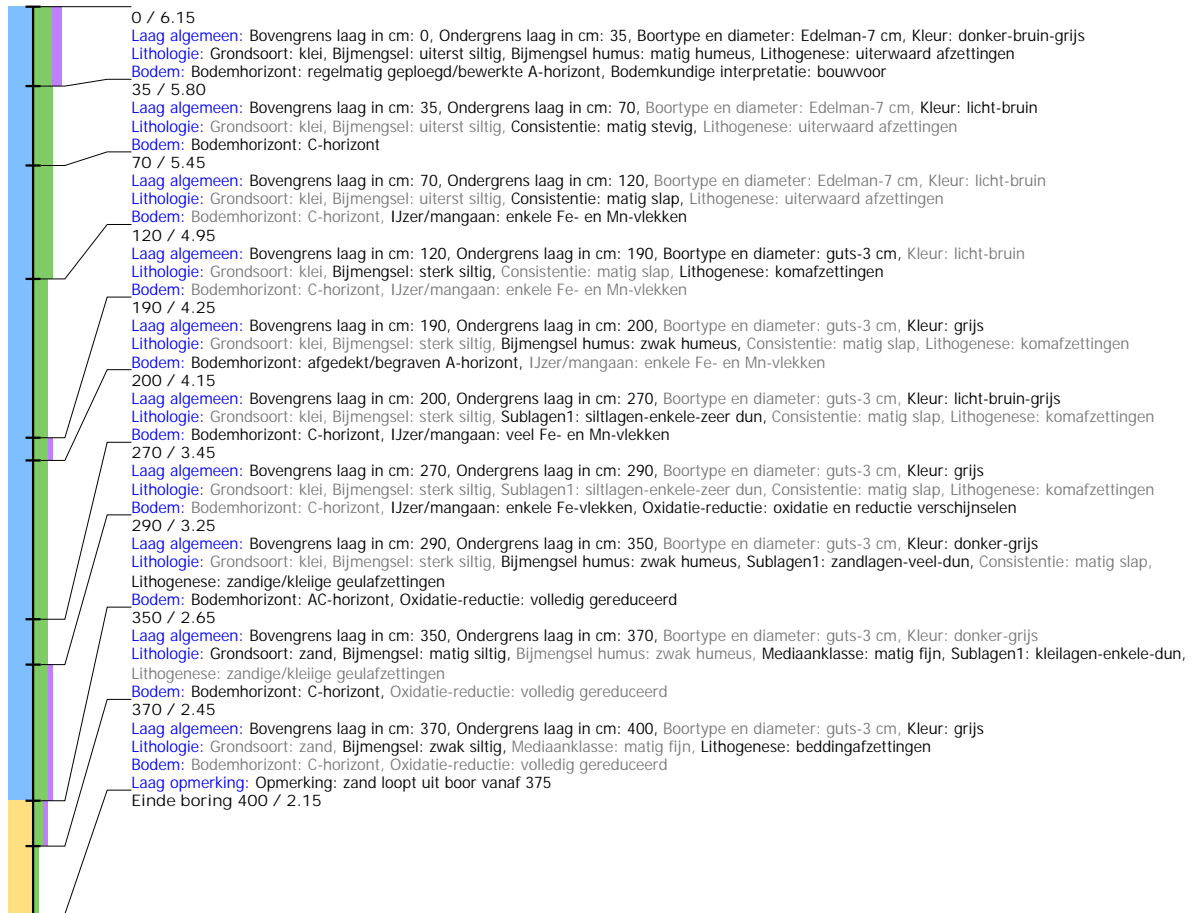 0 / 6.15
Laag algemeen: Bovengrens laag in cm: 0, Ondergrens laag in cm: 35, Boortype en diameter: Edelman-7 cm, Kleur: donker-bruin-grijs
Lithologie: Grondsoort: klei, Bijmengsel: uiterst siltig, Bijmengsel humus: matig humeus, Lithogenese: uiterwaard afzettingen
Bodem: Bodemhorizont: regelmatig geploegd/bewerkte A-horizont, Bodemkundige interpretatie: bouwvoor
35 / 5.80
Laag algemeen: Bovengrens laag in cm: 35, Ondergrens laag in cm: 70, Boortype en diameter: Edelman-7 cm, Kleur: licht-bruin
Lithologie: Grondsoort: klei, Bijmengsel: uiterst siltig, Consistentie: matig stevig, Lithogenese: uiterwaard afzettingen
Bodem: Bodemhorizont: C-horizont
70 / 5.45
Laag algemeen: Bovengrens laag in cm: 70, Ondergrens laag in cm: 120, Boortype en diameter: Edelman-7 cm, Kleur: licht-bruin
Lithologie: Grondsoort: klei, Bijmengsel: uiterst siltig, Consistentie: matig slap, Lithogenese: uiterwaard afzettingen
Bodem: Bodemhorizont: C-horizont, IJzer/mangaan: enkele Fe- en Mn-vlekken
120 / 4.95
Laag algemeen: Bovengrens laag in cm: 120, Ondergrens laag in cm: 190, Boortype en diameter: guts-3 cm, Kleur: licht-bruin
Lithologie: Grondsoort: klei, Bijmengsel: sterk siltig, Consistentie: matig slap, Lithogenese: komafzettingen
Bodem: Bodemhorizont: C-horizont, IJzer/mangaan: enkele Fe- en Mn-vlekken
190 / 4.25
Laag algemeen: Bovengrens laag in cm: 190, Ondergrens laag in cm: 200, Boortype en diameter: guts-3 cm, Kleur: grijs
Lithologie: Grondsoort: klei, Bijmengsel: sterk siltig, Bijmengsel humus: zwak humeus, Consistentie: matig slap, Lithogenese: komafzettingen
Bodem: Bodemhorizont: afgedekt/begraven A-horizont, IJzer/mangaan: enkele Fe- en Mn-vlekken
200 / 4.15
Laag algemeen: Bovengrens laag in cm: 200, Ondergrens laag in cm: 270, Boortype en diameter: guts-3 cm, Kleur: licht-bruin-grijs
Lithologie: Grondsoort: klei, Bijmengsel: sterk siltig, Sublagen1: siltlagen-enkele-zeer dun, Consistentie: matig slap, Lithogenese: komafzettingen
Bodem: Bodemhorizont: C-horizont, IJzer/mangaan: veel Fe- en Mn-vlekken
270 / 3.45
Laag algemeen: Bovengrens laag in cm: 270, Ondergrens laag in cm: 290, Boortype en diameter: guts-3 cm, Kleur: grijs
Lithologie: Grondsoort: klei, Bijmengsel: sterk siltig, Sublagen1: siltlagen-enkele-zeer dun, Consistentie: matig slap, Lithogenese: komafzettingen
Bodem: Bodemhorizont: C-horizont, IJzer/mangaan: enkele Fe-vlekken, Oxidatie-reductie: oxidatie en reductie verschijnselen
290 / 3.25
Laag algemeen: Bovengrens laag in cm: 290, Ondergrens laag in cm: 350, Boortype en diameter: guts-3 cm, Kleur: donker-grijs
Lithologie: Grondsoort: klei, Bijmengsel: sterk siltig, Bijmengsel humus: zwak humeus, Sublagen1: zandlagen-veel-dun, Consistentie: matig slap,
Lithogenese: zandige/kleiige geulafzettingen
Bodem: Bodemhorizont: AC-horizont, Oxidatie-reductie: volledig gereduceerd
350 / 2.65
Laag algemeen: Bovengrens laag in cm: 350, Ondergrens laag in cm: 370, Boortype en diameter: guts-3 cm, Kleur: donker-grijs
Lithologie: Grondsoort: zand, Bijmengsel: matig siltig, Bijmengsel humus: zwak humeus, Mediaanklasse: matig fijn, Sublagen1: kleilagen-enkele-dun,
Lithogenese: zandige/kleiige geulafzettingen
Bodem: Bodemhorizont: C-horizont, Oxidatie-reductie: volledig gereduceerd
370 / 2.45
Laag algemeen: Bovengrens laag in cm: 370, Ondergrens laag in cm: 400, Boortype en diameter: guts-3 cm, Kleur: grijs
Lithologie: Grondsoort: zand, Bijmengsel: zwak siltig, Mediaanklasse: matig fijn, Lithogenese: beddingafzettingen
Bodem: Bodemhorizont: C-horizont, Oxidatie-reductie: volledig gereduceerd
Laag opmerking: Opmerking: zand loopt uit boor vanaf 375
Einde boring 400 / 2.15